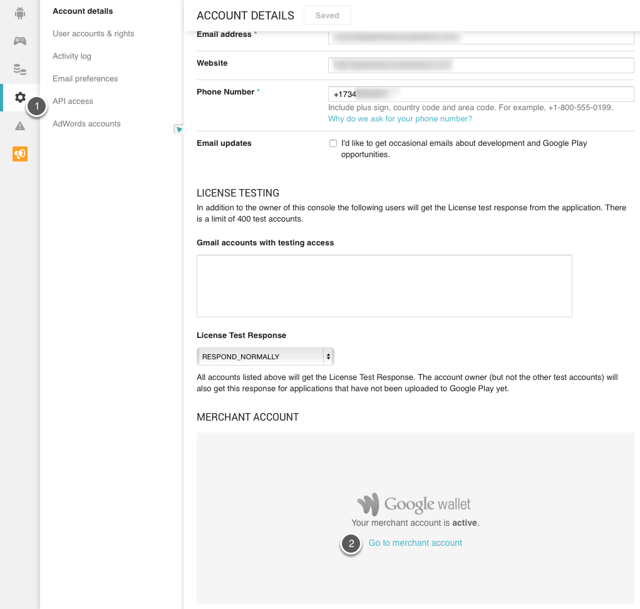 Account details
User accounts & rights
Activity log
Email preferences
API access
AdWords accounts
1
ACCOUNT DETAILS
Saved
Email address *
Website
Phone Number *
+1734
Include plus sign, country code and area code. For example, +1-800-555-0199.
Why do we ask for your phone number?
Email updates
I'd like to get occasional emails about development and Google Play
opportunities.
LICENSE TESTING
In addition to the owner of this console the following users will get the License test response from the application. There
is a limit of 400 test accounts.
Gmail accounts with testing access
License Test Response
RESPOND_NORMALLY
All accounts listed above will get the License Test Response. The account owner (but not the other test accounts) will
also get this response for applications that have not been uploaded to Google Play yet.
MERCHANT ACCOUNT
Google wallet
Your merchant account is active.
2
Go to merchant account